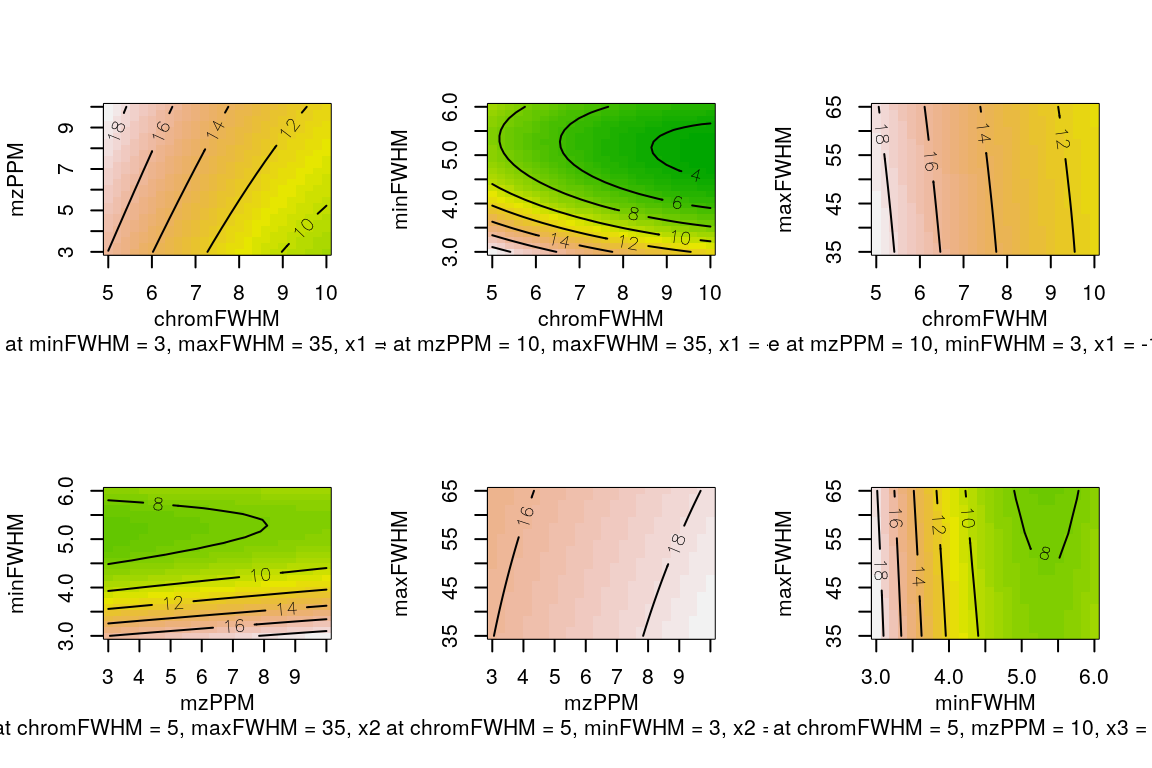 mzPPM
9
7
5
3
18
16
14
12
10
5 6 7 8 9 10
chromFWHM
at minFWHM = 3, maxFWHM = 35, x1 =
minFWHM
6.0
5.0
4.0
3.0
4
6
8
10
12
14
5 6 7 8 9 10
chromFWHM
at mzPPM = 10, maxFWHM = 35, x1 =
maxFWHM
65
55
45
35
18
16
14
12
5 6 7 8 9 10
chromFWHM
e at mzPPM = 10, minFWHM = 3, x1 = -1
minFWHM
6.0
5.0
4.0
3.0
8
10
12
14
16
3 4 5 6 7 8 9
mzPPM
at chromFWHM = 5, maxFWHM = 35, x2
maxFWHM
65
55
45
35
16
18
3 4 5 6 7 8 9
mzPPM
at chromFWHM = 5, minFWHM = 3, x2 =
maxFWHM
65
55
45
35
18
16
14
12
10
8
3.0 4.0 5.0 6.0
minFWHM
at chromFWHM = 5, mzPPM = 10, x3 =